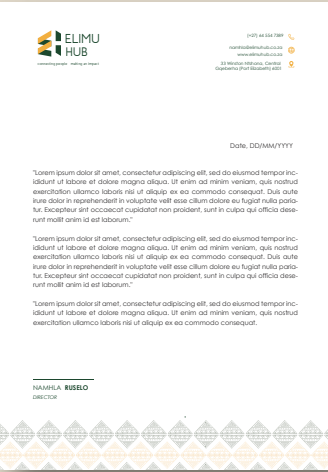 ELIMU
HUB
connecting people · making an impact
(+27) 64 534 7389
namhla@elimuhub.co.za
www.elimuhub.co.za
Central
Gqeberha (Port Elizabeth) 6001
Date, DD/MM/YYYY
"Lorem ipsum dolor sit amet, consectetur adipiscing elit, sed do eiusmod tempor inc-
ididunt ut labore et dolore magna aliqua. Ut enim ad minim veniam, quis nostrud
exercitation ullamco laboris nisi ut aliquip ex ea commodo consequat. Duis aute
irure dolor in reprehenderit in voluptate velit esse cillum dolore eu fugiat nulla paria-
tur. Excepteur sint occaecat cupidatat non proident, sunt in culpa qui officia dese-
runt mollit anim id est laborum."
"Lorem ipsum dolor sit amet, consectetur adipiscing elit, sed do eiusmod tempor inc-
ididunt ut labore et dolore magna aliqua. Ut enim ad minim veniam, quis nostrud
exercitation ullamco laboris nisi ut aliquip ex ea commodo consequat. Duis aute
irure dolor in reprehenderit in voluptate velit esse cillum dolore eu fugiat nulla paria-
tur. Excepteur sint occaecat cupidatat non proident, sunt in culpa qui officia dese-
runt mollit anim id est laborum."
"Lorem ipsum dolor sit amet, consectetur adipiscing elit, sed do eiusmod tempor inc-
ididunt ut labore et dolore magna aliqua. Ut enim ad minim veniam, quis nostrud
exercitation ullamco laboris nisi ut aliquip ex ea commodo consequat.
NAMHLA RUSELO
DIRECTOR